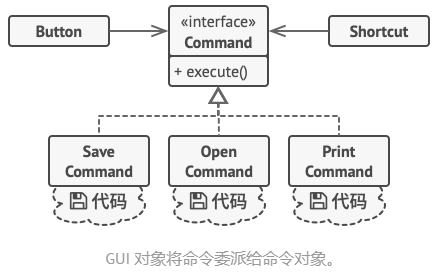 Button
«interface»
Command
Shortcut
+ execute()
Save
Command
Open
Command
Print
Command
代码
代码
代码
GUI 对象将命令委派给命令对象。